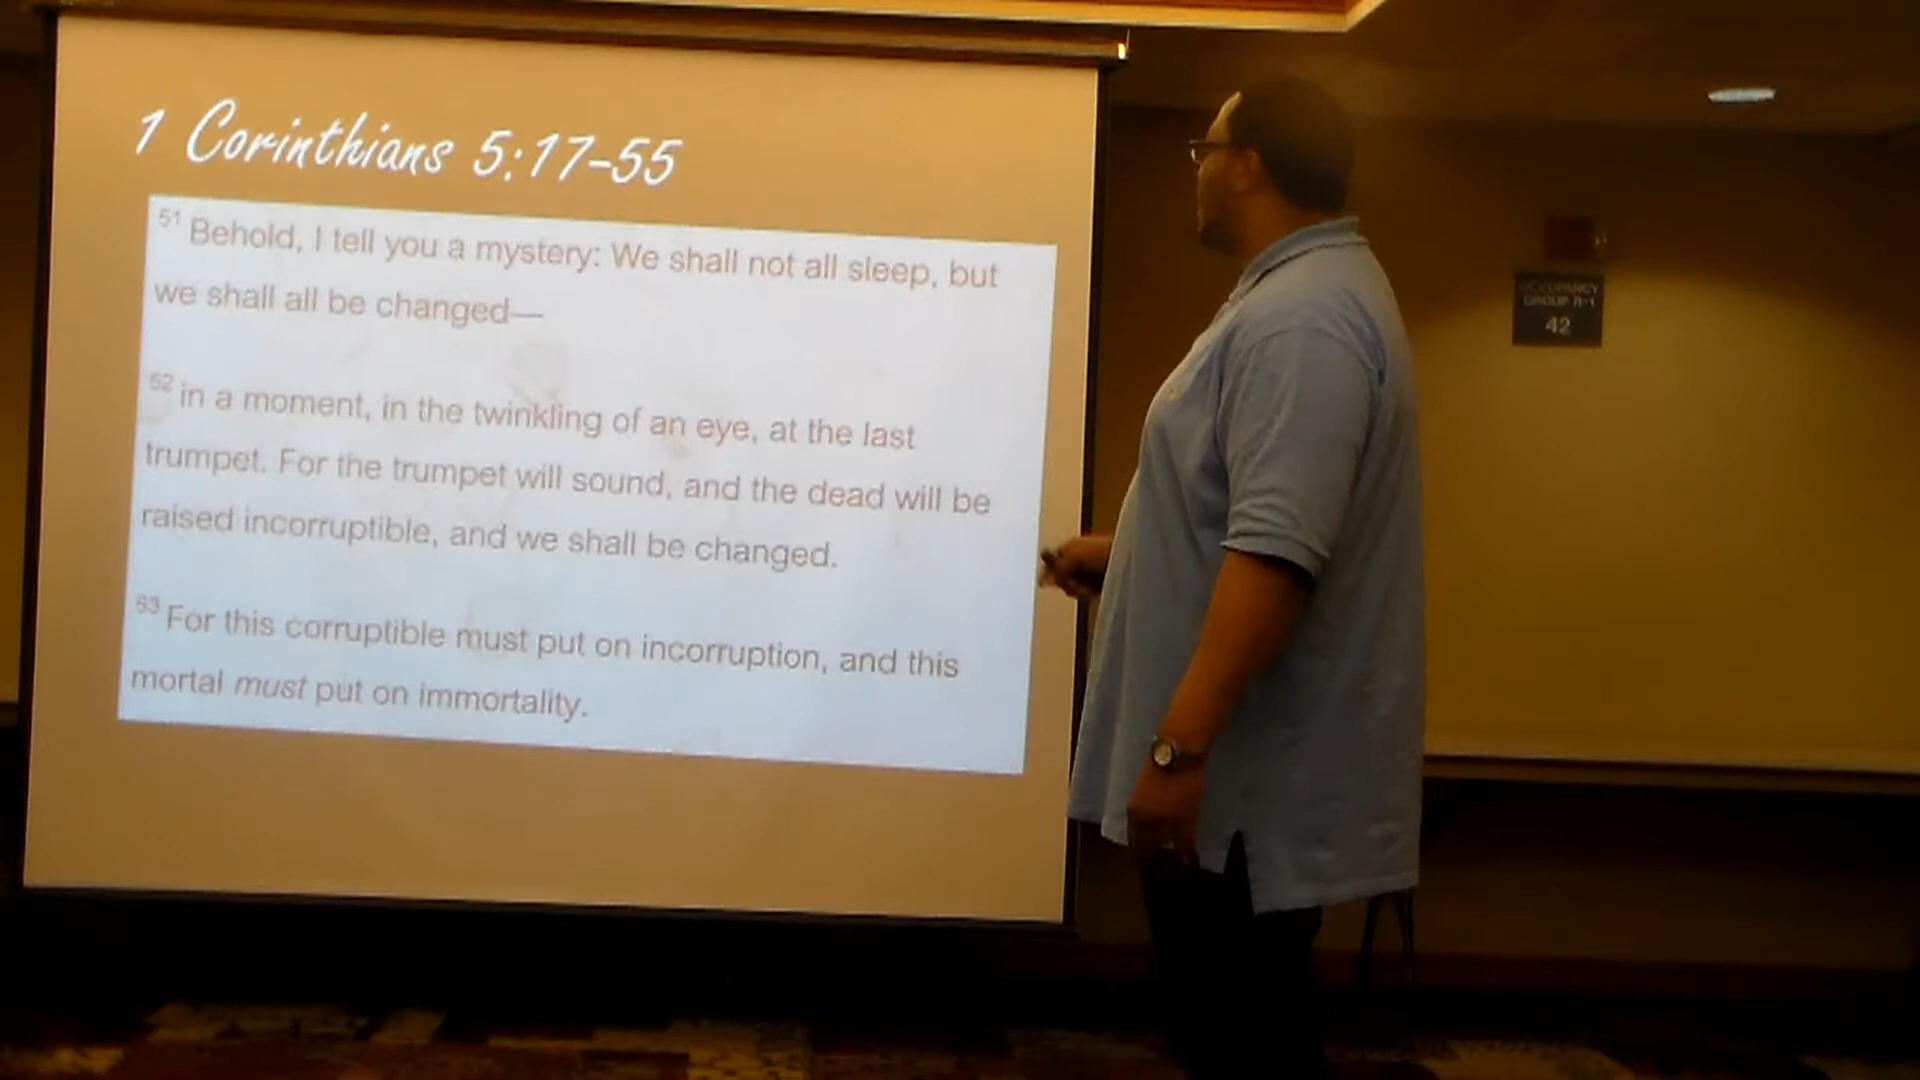 1 Corinthians 5:17-55
51 Behold, I tell you a mystery: We shall not all sleep, but
we shall all be changed—
52 in a moment, in the twinkling of an eye, at the last
trumpet. For the trumpet will sound, and the dead will be
raised incorruptible, and we shall be changed.
53 For this corruptible must put on incorruption, and this
mortal must put on immortality.
OCCUPANCY
GROUP R-1
42